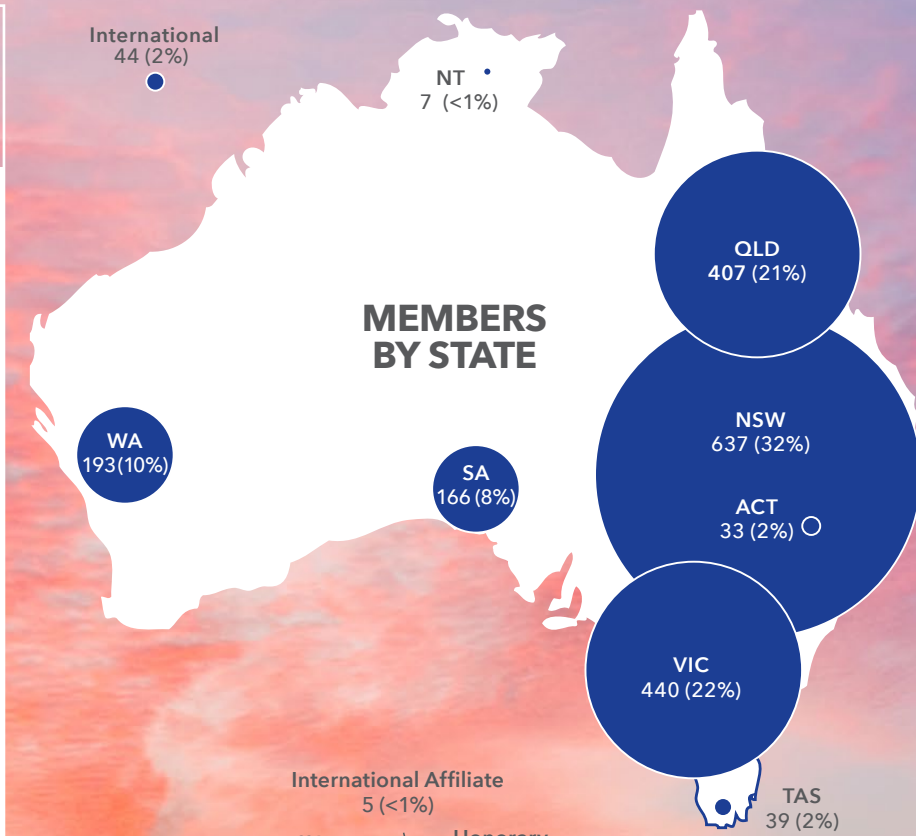 International
44 (2%)
NT
7 (<1%)
QLD
407 (21%)
MEMBERS
BY STATE
NSW
637 (32%)
WA
193(10%)
SA
166 (8%)
ACT
33 (2%)
VIC
440 (22%)
International Affiliate
5 (<1%)
TAS
39 (2%)
Honorary